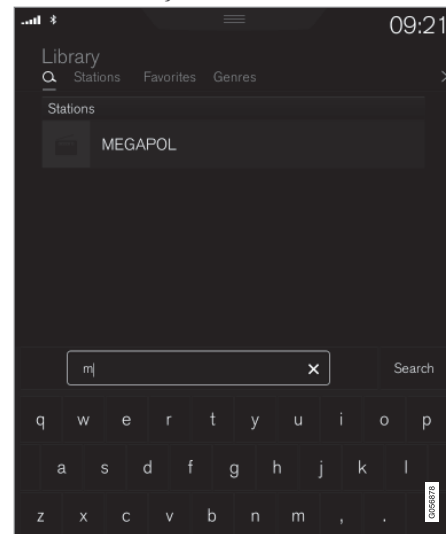 09:21
Library
Stations Favorites Genres
Stations
MEGAPOL
m
Search
q w e r t y u i o p
a s d f g h j k l
z x c v b n m , .
G056878